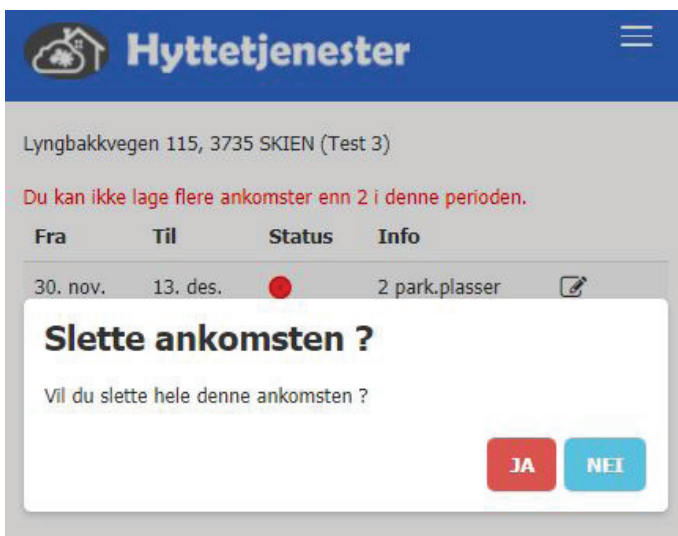 Hyttetjenester
Lyngbakkvegen 115, 3735 SKIEN (Test 3)
Du kan ikke lage flere ankomster enn 2 i denne perioden.
Fra Til Status Info
30. nov. 13. des. 2 park.plasser
Slette ankomsten ?
Vil du slette hele denne ankomsten ?
JA NEI